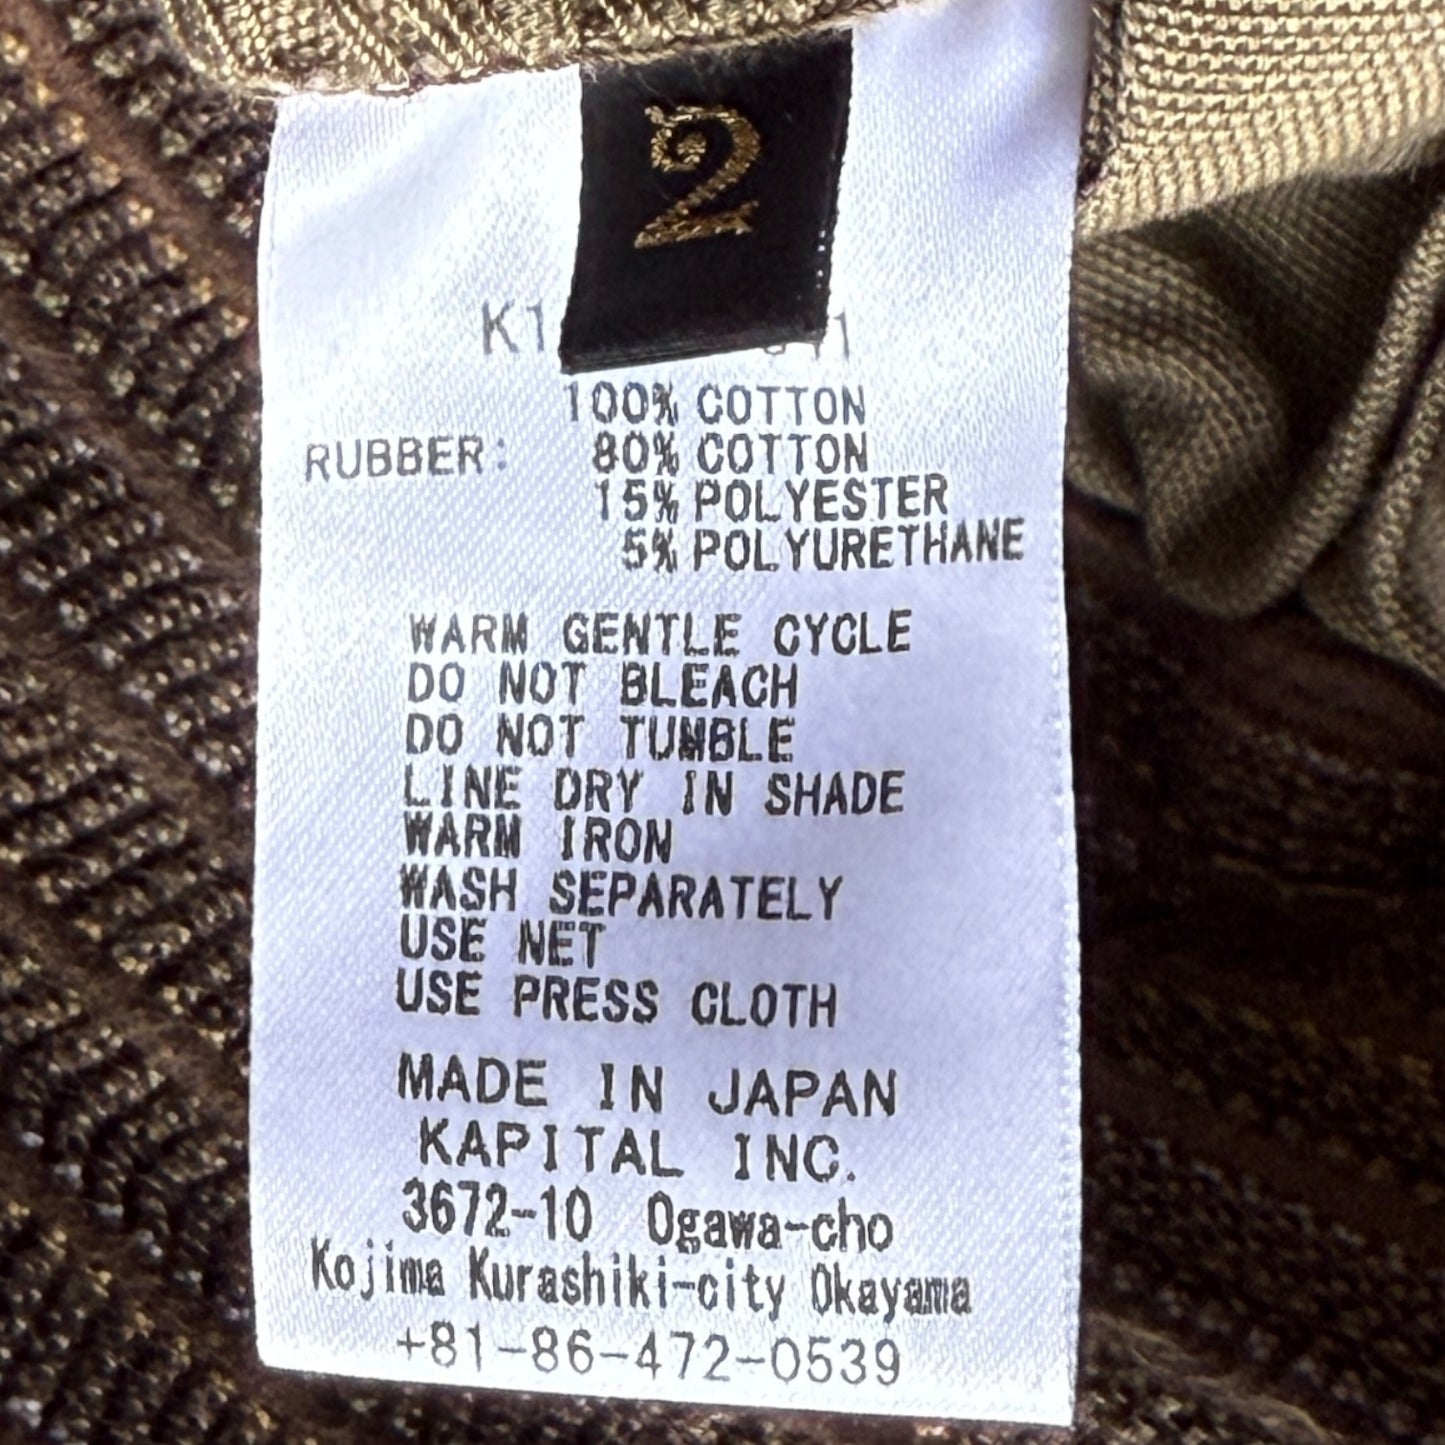 2
100% COTTON
RUBBER: 80% COTTON
15% POLYESTER
5% POLYURETHANE
WARM GENTLE CYCLE
DO NOT BLEACH
DO NOT TUMBLE
LINE DRY IN SHADE
WARM IRON
WASH SEPARATELY
USE NET
USE PRESS CLOTH
MADE IN JAPAN
KAPITAL INC.
3672-10 Ogawa-cho
Kojima Kurashiki-city Okayama
+81-86-472-0539